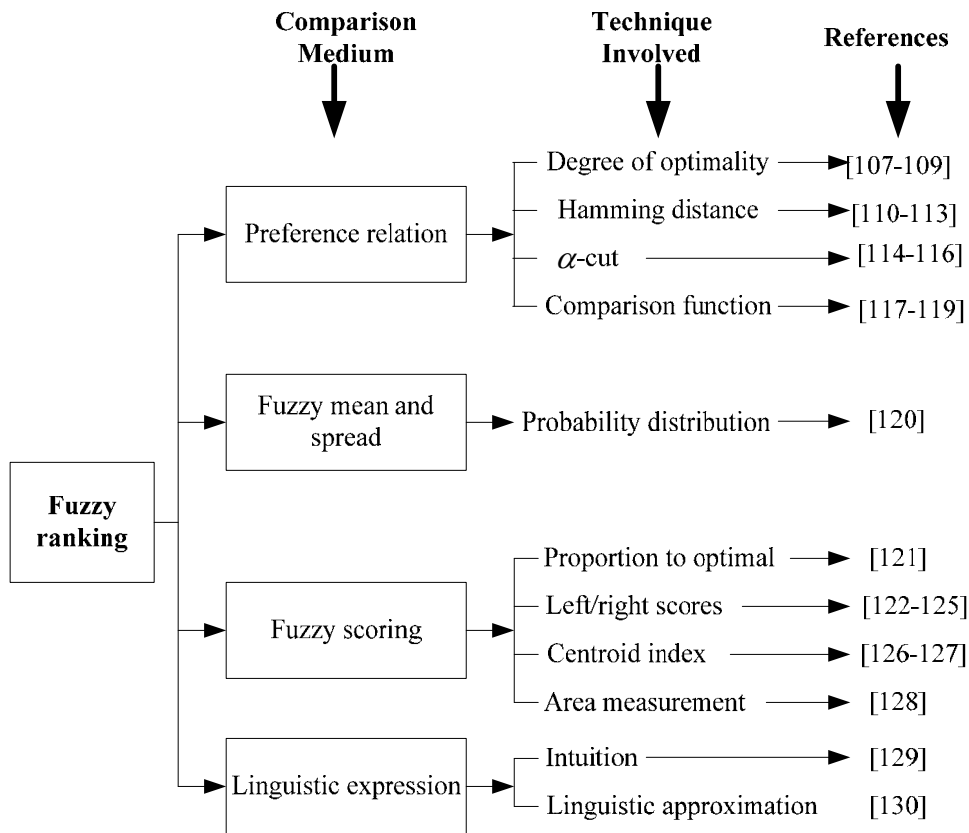 Comparison
Medium
Technique
Involved
References
Degree of optimality
[107-109]
Preference relation
Hamming distance
[110-113]
α-cut
[114-116]
Comparison function
[117-119]
Fuzzy mean and
spread
Probability distribution
[120]
Fuzzy
ranking
Proportion to optimal
[121]
Fuzzy scoring
Left/right scores
[122-125]
Centroid index
[126-127]
Area measurement
[128]
Linguistic expression
Intuition
[129]
Linguistic approximation
[130]